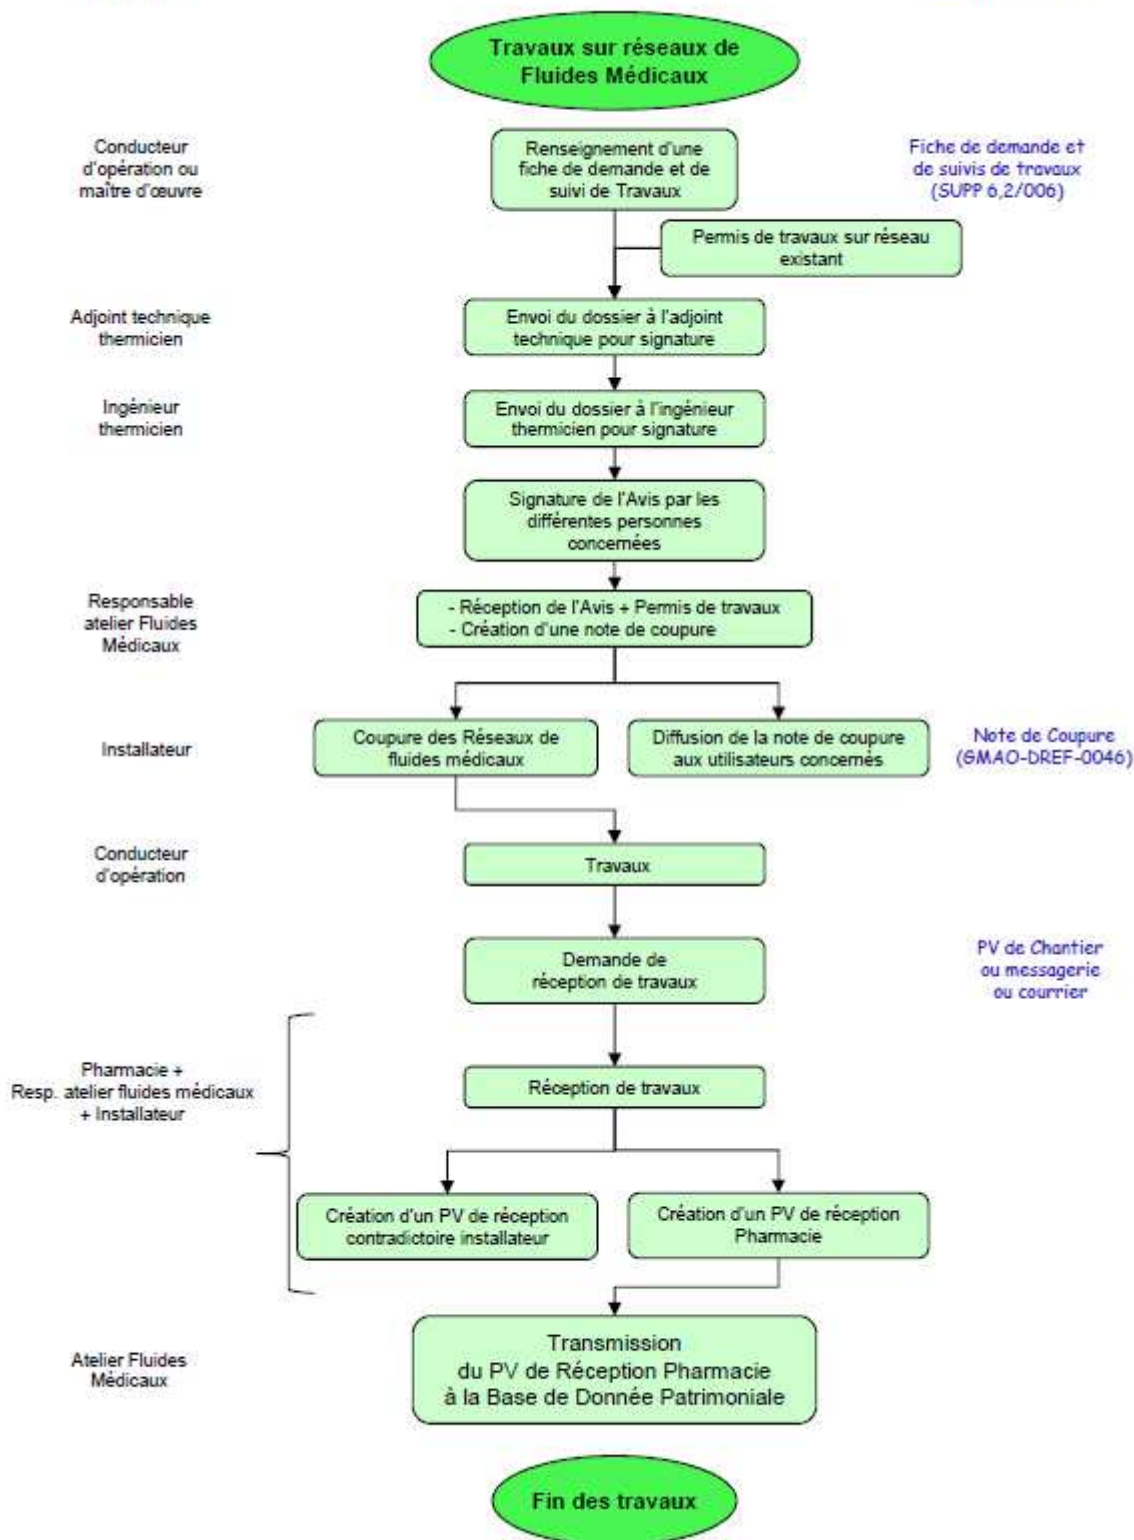 Travaux sur réseaux de
Fluides Médicaux
Conducteur
d'opération ou
maître d'œuvre
Renseignement d'une
fiche de demande et de
suivi de Travaux
Fiche de demande et
de suivis de travaux
(SUPP 6,2/006)
Permis de travaux sur réseau
existant
Adjoint technique
thermicien
Envoi du dossier à l'adjoint
technique pour signature
Ingénieur
thermicien
Envoi du dossier à l'ingénieur
thermicien pour signature
Signature de l'Avis par les
différentes personnes
concernées
Responsable
atelier Fluides
Médicaux
- Réception de l'Avis + Permis de travaux
- Création d'une note de coupure
Installateur
Coupure des Réseaux de
fluides médicaux
Diffusion de la note de coupure
aux utilisateurs concernés
Note de Coupure
(GMAO-DREF-0046)
Conducteur
d'opération
Travaux
Demande de
réception de travaux
PV de Chantier
ou messagerie
ou courrier
Pharmacie +
Resp. atelier fluides médicaux
+ Installateur
Réception de travaux
Création d'un PV de réception
contradictoire installateur
Création d'un PV de réception
Pharmacie
Atelier Fluides
Médicaux
Transmission
du PV de Réception Pharmacie
à la Base de Donnée Patrimoniale
Fin des travaux